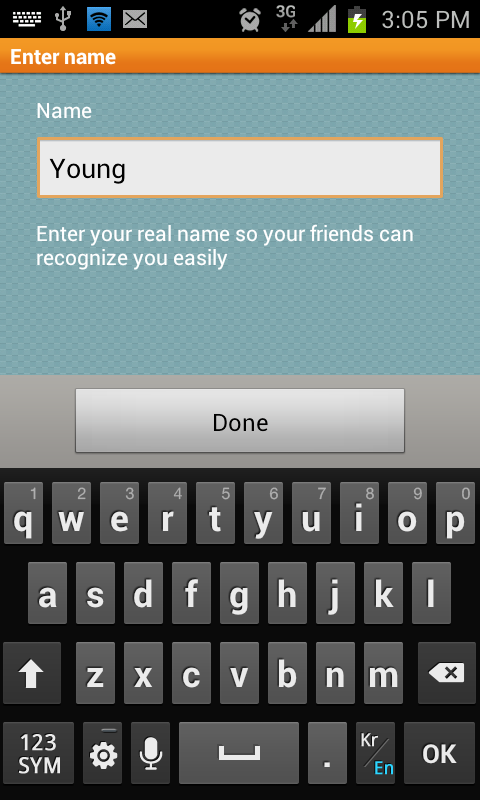 3G 3:05 PM
Enter name
Name
Young
Enter your real name so your friends can
recognize you easily
Done
1 2 3 4 5 6 7 8 9 0
q w e r t y u i o p
a s d f g h j k l
z x c v b n m
123 SYM . Kr/En OK